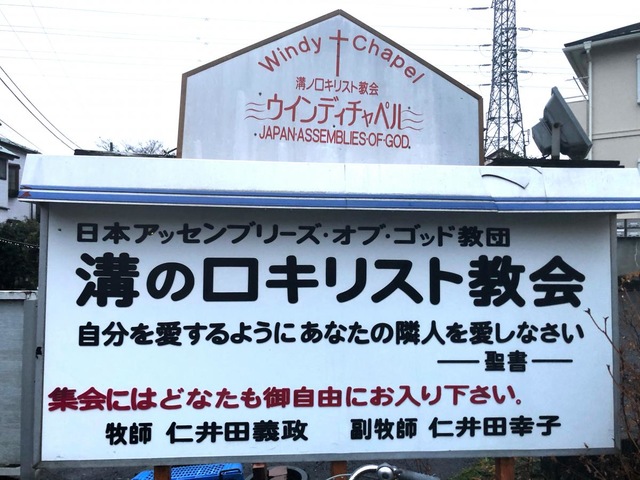 Windy Chapel
溝ノ口キリスト教会
ウインディチャペル
・JAPAN・ASSEMBLIES・OF・GOD.
日本アッセンブリーズ・オブ・ゴッド教団
溝の口キリスト教会
自分を愛するようにあなたの隣人を愛しなさい
――聖書――
集会にはどなたも御自由にお入り下さい。
牧師 仁井田義政 副牧師 仁井田幸子